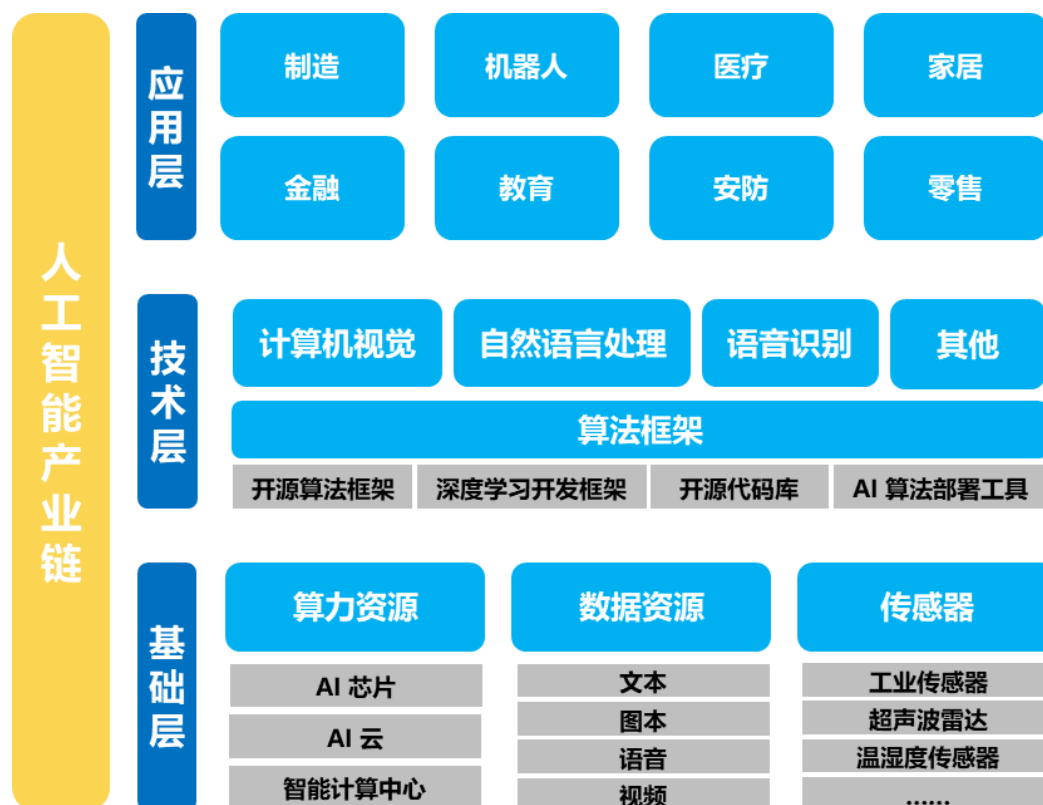 人工智能产业链
应用层
制造
机器人
医疗
家居
金融
教育
安防
零售
技术层
计算机视觉
自然语言处理
语音识别
其他
算法框架
开源算法框架
深度学习开发框架
开源代码库
AI 算法部署工具
基础层
算力资源
数据资源
传感器
AI 芯片
AI 云
智能计算中心
文本
图本
语音
视频
工业传感器
超声波雷达
温湿度传感器
......